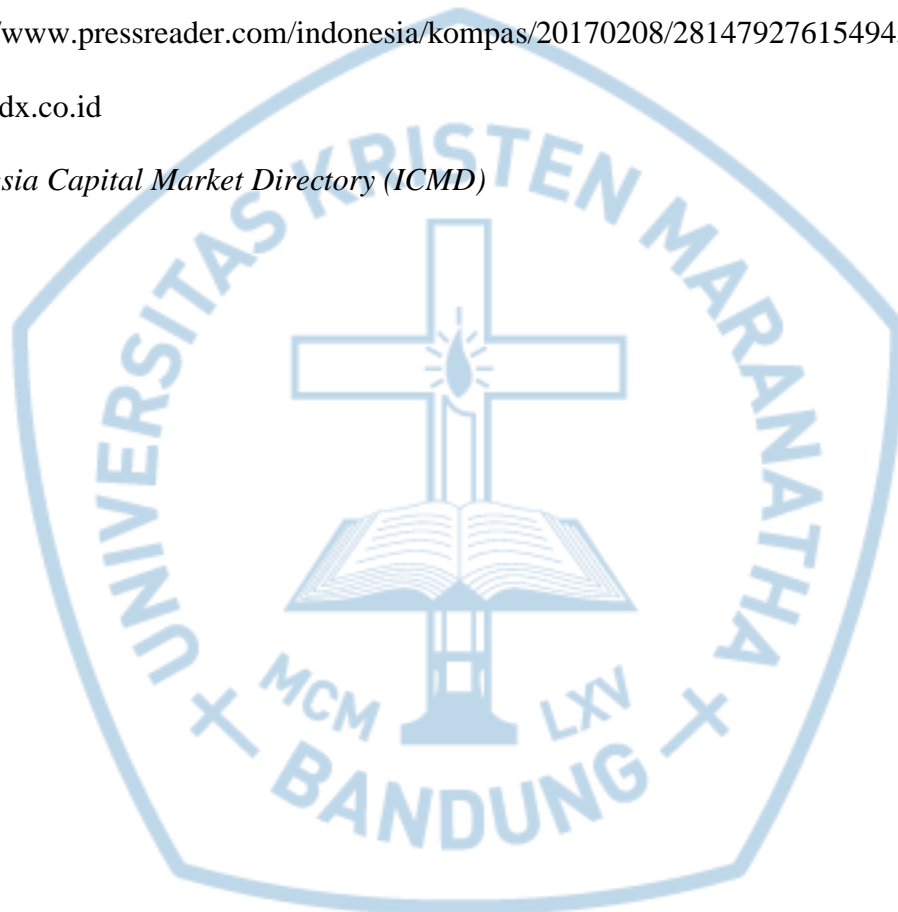 /www.pressreader.com/indonesia/kompas/20170208/28147927615494
dx.co.id
sia Capital Market Directory (ICMD)
UNIVERSITAS KRISTEN MARANATHA
MCM LXV
BANDUNG